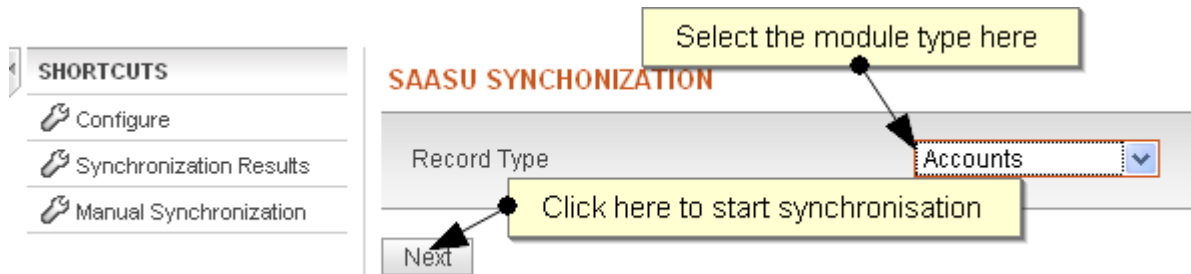 Select the module type here
SHORTCUTS
SAASU SYNCHONIZATION
Configure
Synchronization Results
Record Type
Accounts
Manual Synchronization
Click here to start synchronisation
Next